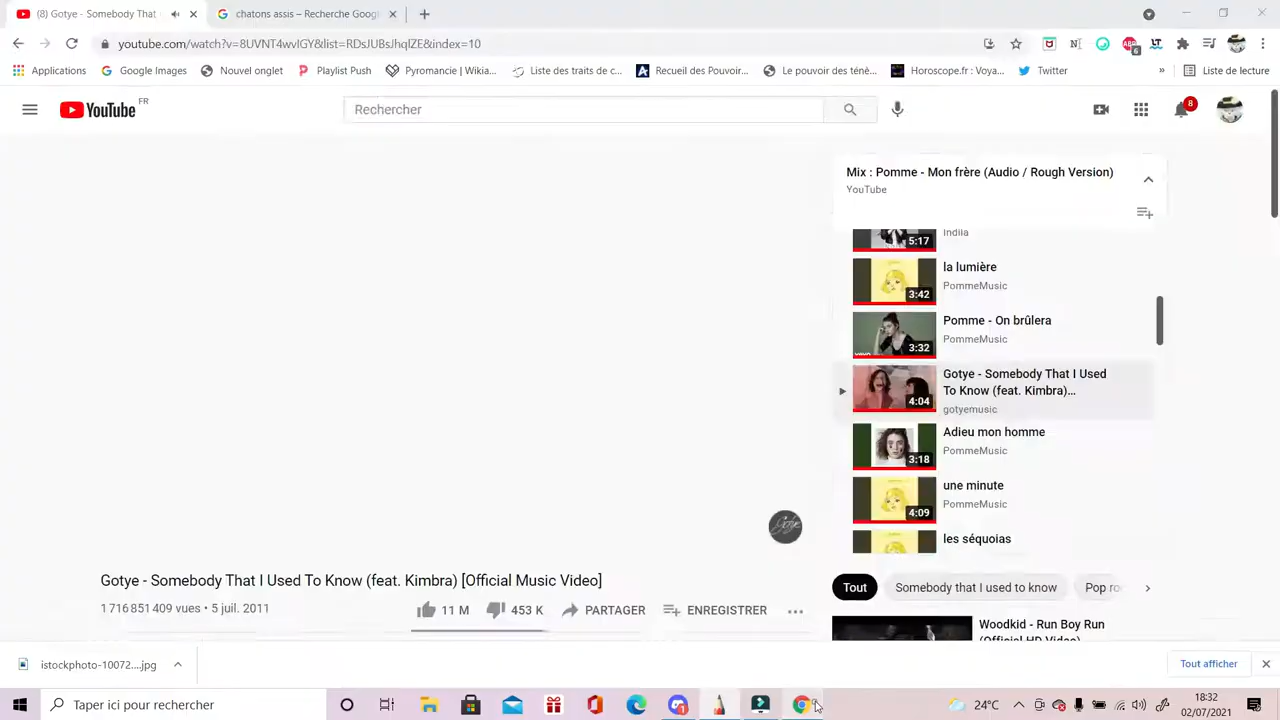 (8) Gotye - Somebody That
chatons assis – Recherche Goog
youtube.com/watch?v=8UVNT4wvIGY&list=RDsJUBsJqIZE0&index=10
6
Applications
Google Images
Nouvel onglet
Playlist Push
Pyromancie | Wikia...
Liste des traits de c...
Recueil des Pouvoir...
Le pouvoir des ténè...
Horoscope.fr : Voya...
Twitter
»
Liste de lecture
YouTube FR
Rechercher
8
Mix : Pomme - Mon frère (Audio / Rough Version)
YouTube
5:17
Indila
la lumière
PommeMusic
3:42
Pomme - On brûlera
PommeMusic
3:32
Gotye - Somebody That I Used
To Know (feat. Kimbra)...
gotyemusic
4:04
Adieu mon homme
PommeMusic
3:18
une minute
PommeMusic
4:09
les séquoias
Gotye
Gotye - Somebody That I Used To Know (feat. Kimbra) [Official Music Video]
1 716 851 409 vues • 5 juil. 2011
11 M
453 K
PARTAGER
ENREGISTRER
Tout
Somebody that I used to know
Pop ro
Woodkid - Run Boy Run
(Official HD Video)
istockphoto-10072....jpg
Tout afficher
Taper ici pour rechercher
24°C
18:32
02/07/2021